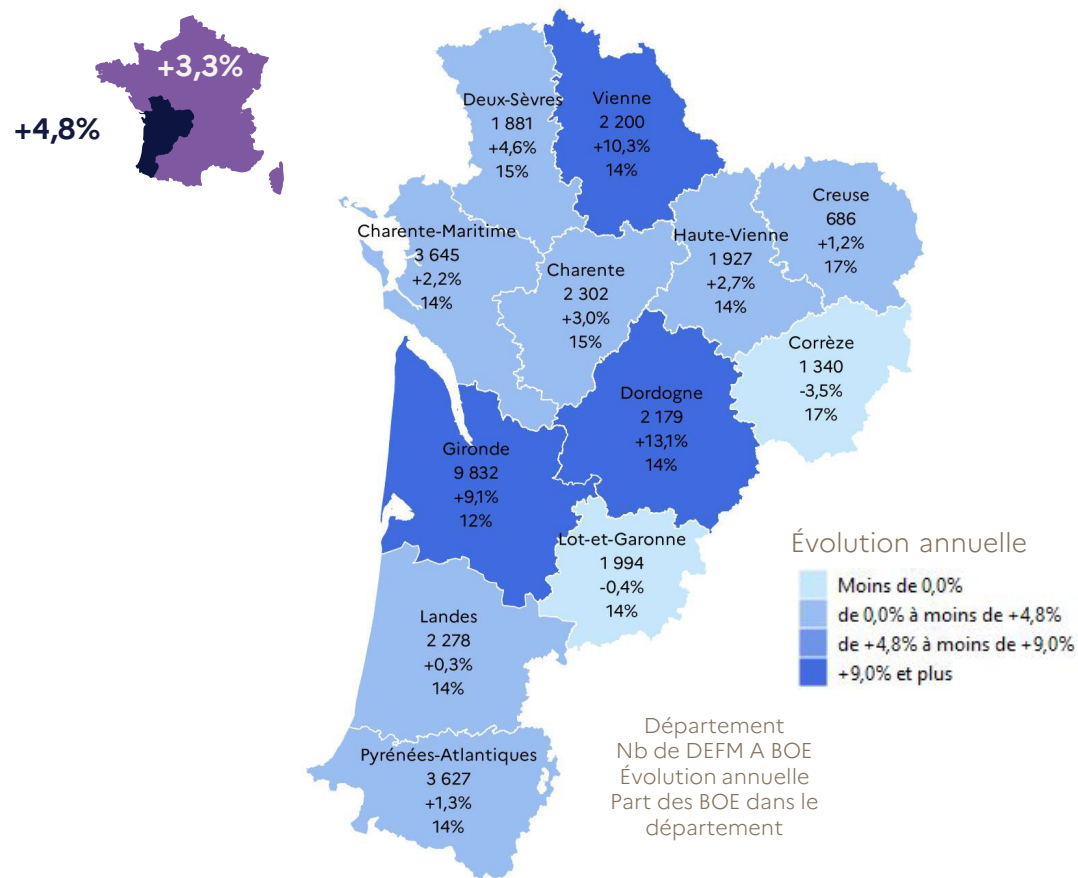 +3,3%
+4,8%
Deux-Sèvres
1 881
+4,6%
15%
Vienne
2 200
+10,3%
14%
Creuse
686
+1,2%
17%
Charente-Maritime
3 645
+2,2%
14%
Haute-Vienne
1 927
+2,7%
14%
Charente
2 302
+3,0%
15%
Corrèze
1 340
-3,5%
17%
Dordogne
2 179
+13,1%
14%
Gironde
9 832
+9,1%
12%
Lot-et-Garonne
1 994
-0,4%
14%
Landes
2 278
+0,3%
14%
Pyrénées-Atlantiques
3 627
+1,3%
14%
Évolution annuelle
Moins de 0,0%
de 0,0% à moins de +4,8%
de +4,8% à moins de +9,0%
+9,0% et plus
Département
Nb de DEFM A BOE
Évolution annuelle
Part des BOE dans le
département